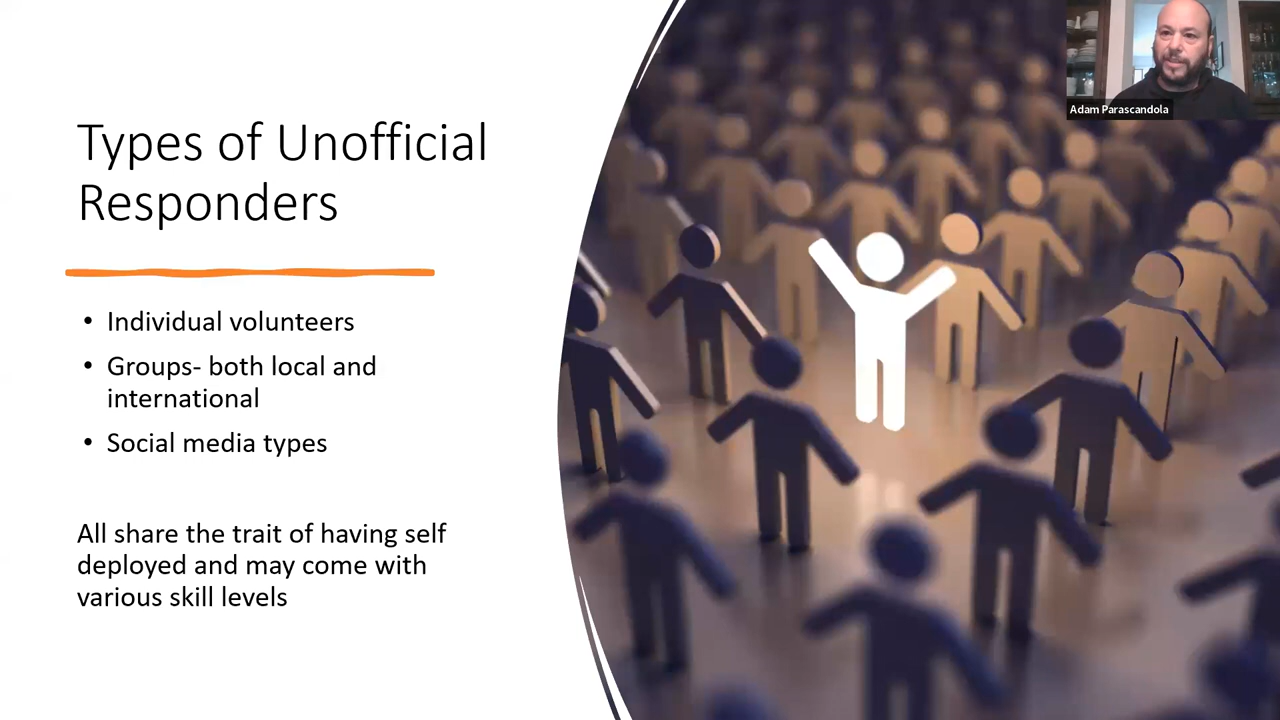 Types of Unofficial
Responders
• Individual volunteers
• Groups- both local and
international
• Social media types
All share the trait of having self
deployed and may come with
various skill levels
Adam Parascandola